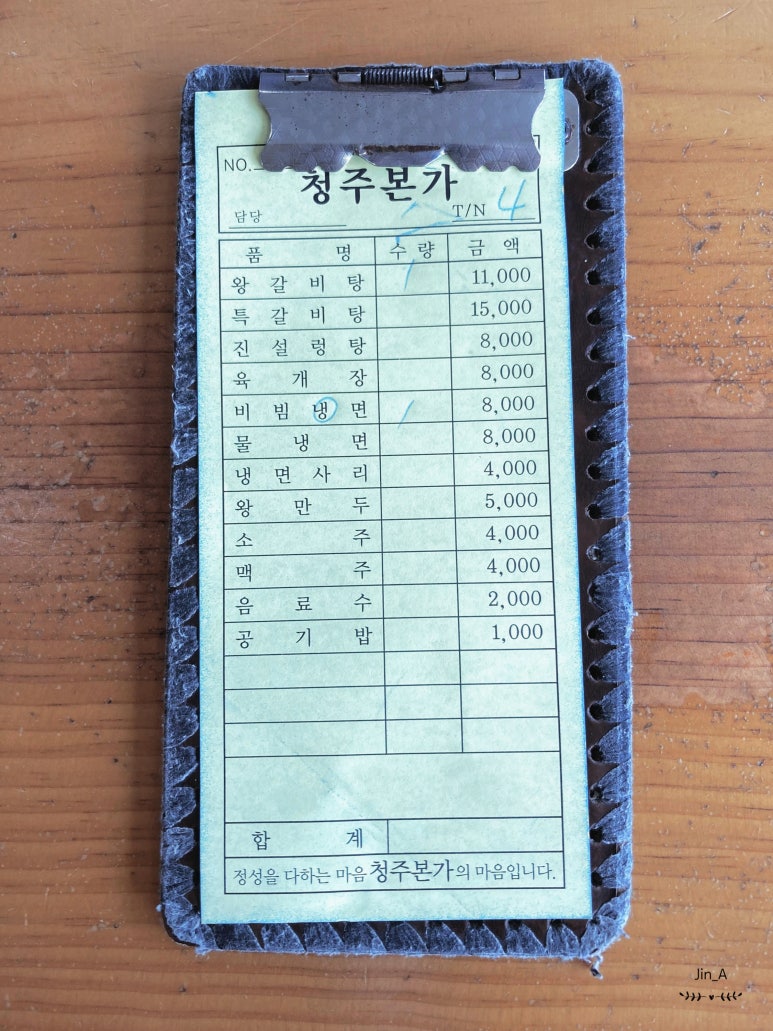 NO.
청주본가
담당 T/N 4
품명 수량 금액
왕갈비탕 / 11,000
특갈비탕 15,000
진설렁탕 8,000
육개장 8,000
비빔냉면 / 8,000
물냉면 8,000
냉면사리 4,000
왕만두 5,000
소주 4,000
맥주 4,000
음료수 2,000
공기밥 1,000
합계
정성을 다하는 마음 청주본가의 마음입니다.
Jin_A